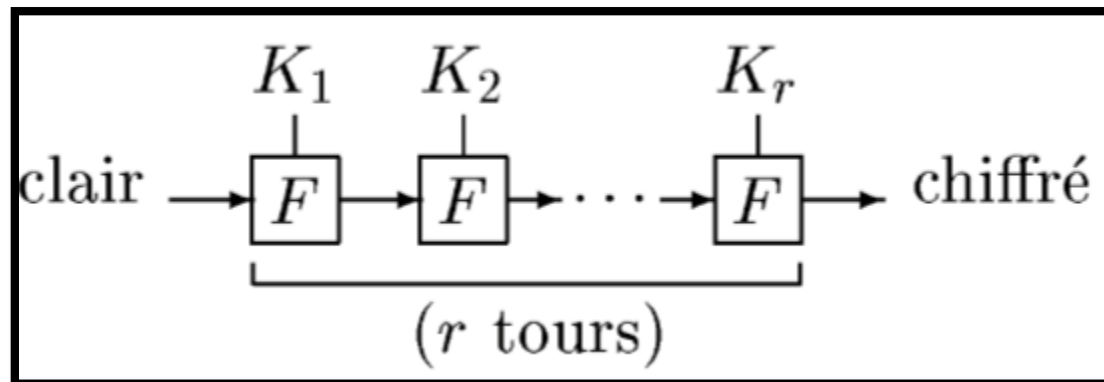 K₁ K₂ Kᵣ
clair F F ··· F chiffré
(r tours)